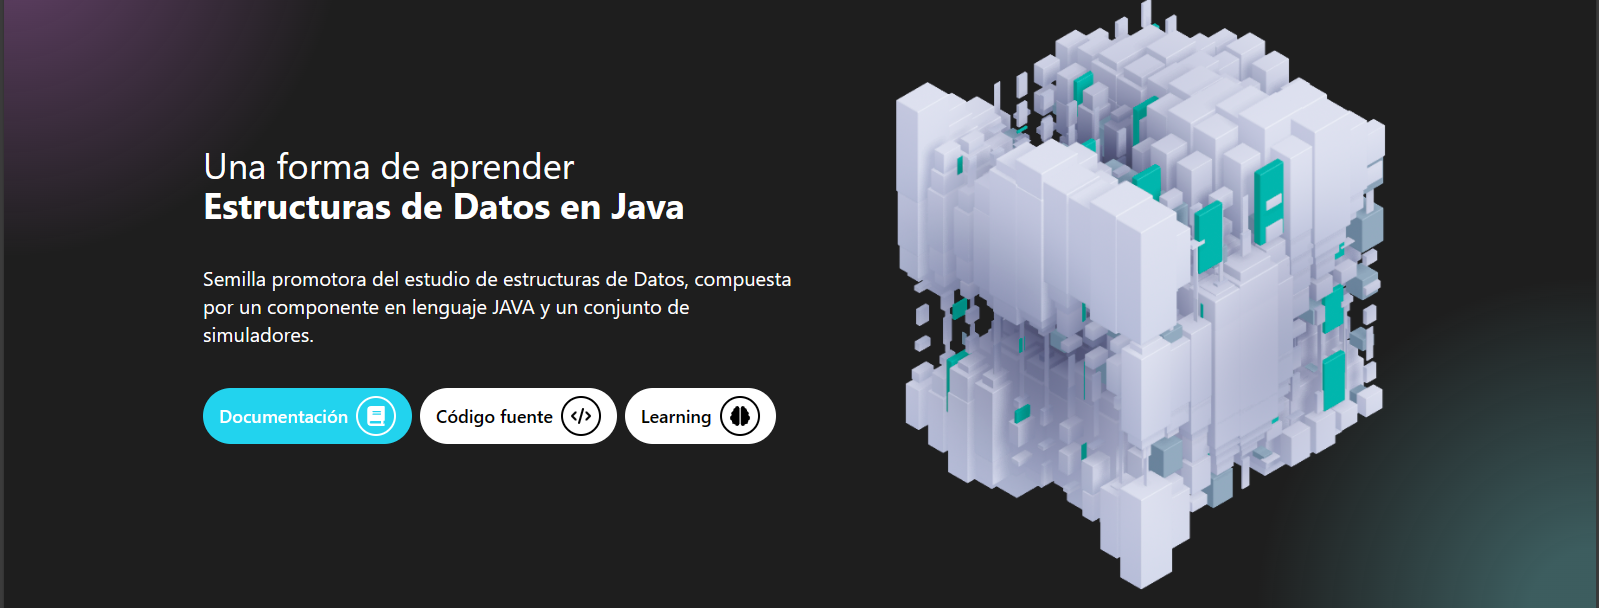 Una forma de aprender
Estructuras de Datos en Java
Semilla promotora del estudio de estructuras de Datos, compuesta
por un componente en lenguaje JAVA y un conjunto de
simuladores.
Documentación
Código fuente
Learning